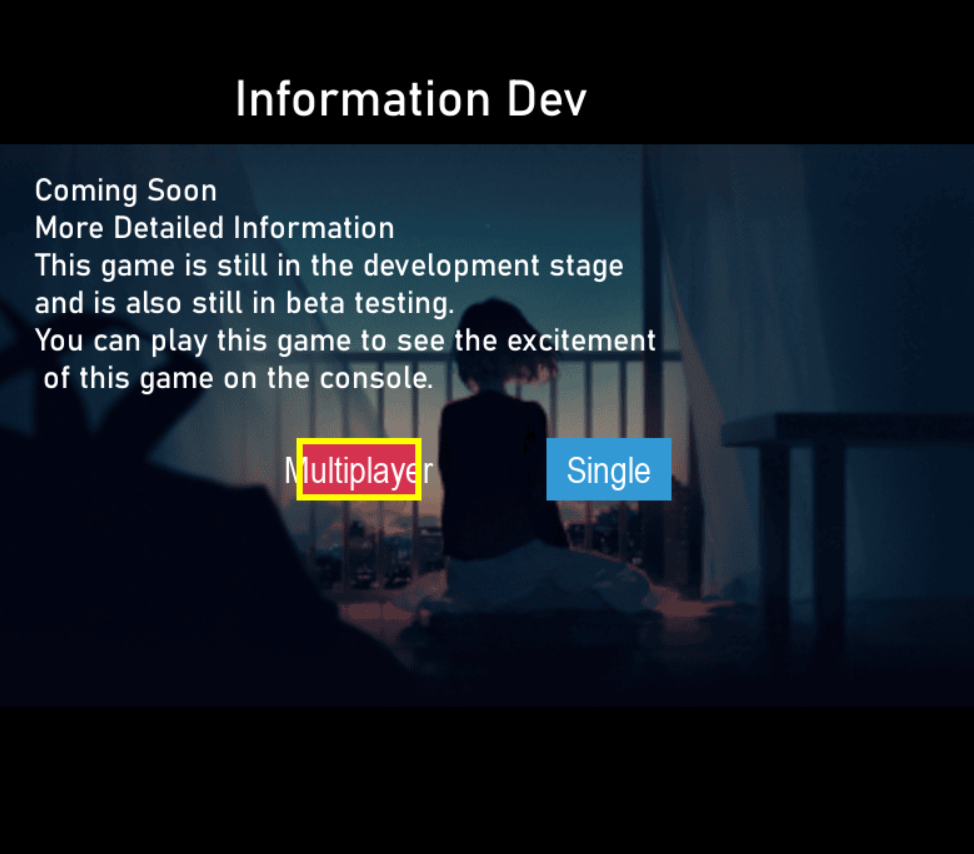 Information Dev
Coming Soon
More Detailed Information
This game is still in the development stage
and is also still in beta testing.
You can play this game to see the excitement
of this game on the console.
Multiplayer
Single